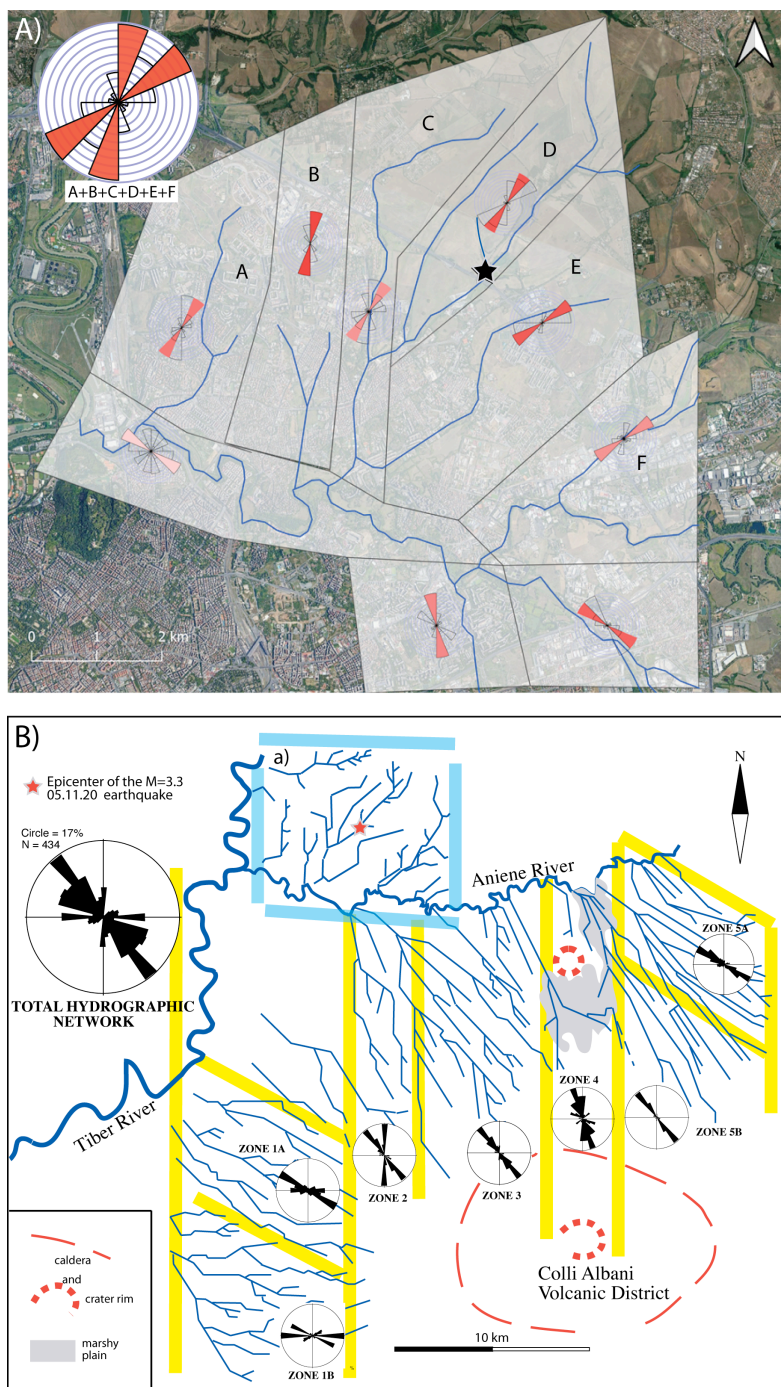 A)
A+B+C+D+E+F
A
B
C
D
E
F
0 1 2 km
B)
a)
Epicenter of the M=3.3
05.11.20 earthquake
N
Circle = 17%
N = 434
TOTAL HYDROGRAPHIC
NETWORK
Aniene River
Tiber River
ZONE 5A
ZONE 4
ZONE 5B
ZONE 1A
ZONE 2
ZONE 3
ZONE 1B
Colli Albani
Volcanic District
caldera
and
crater rim
marshy
plain
10 km